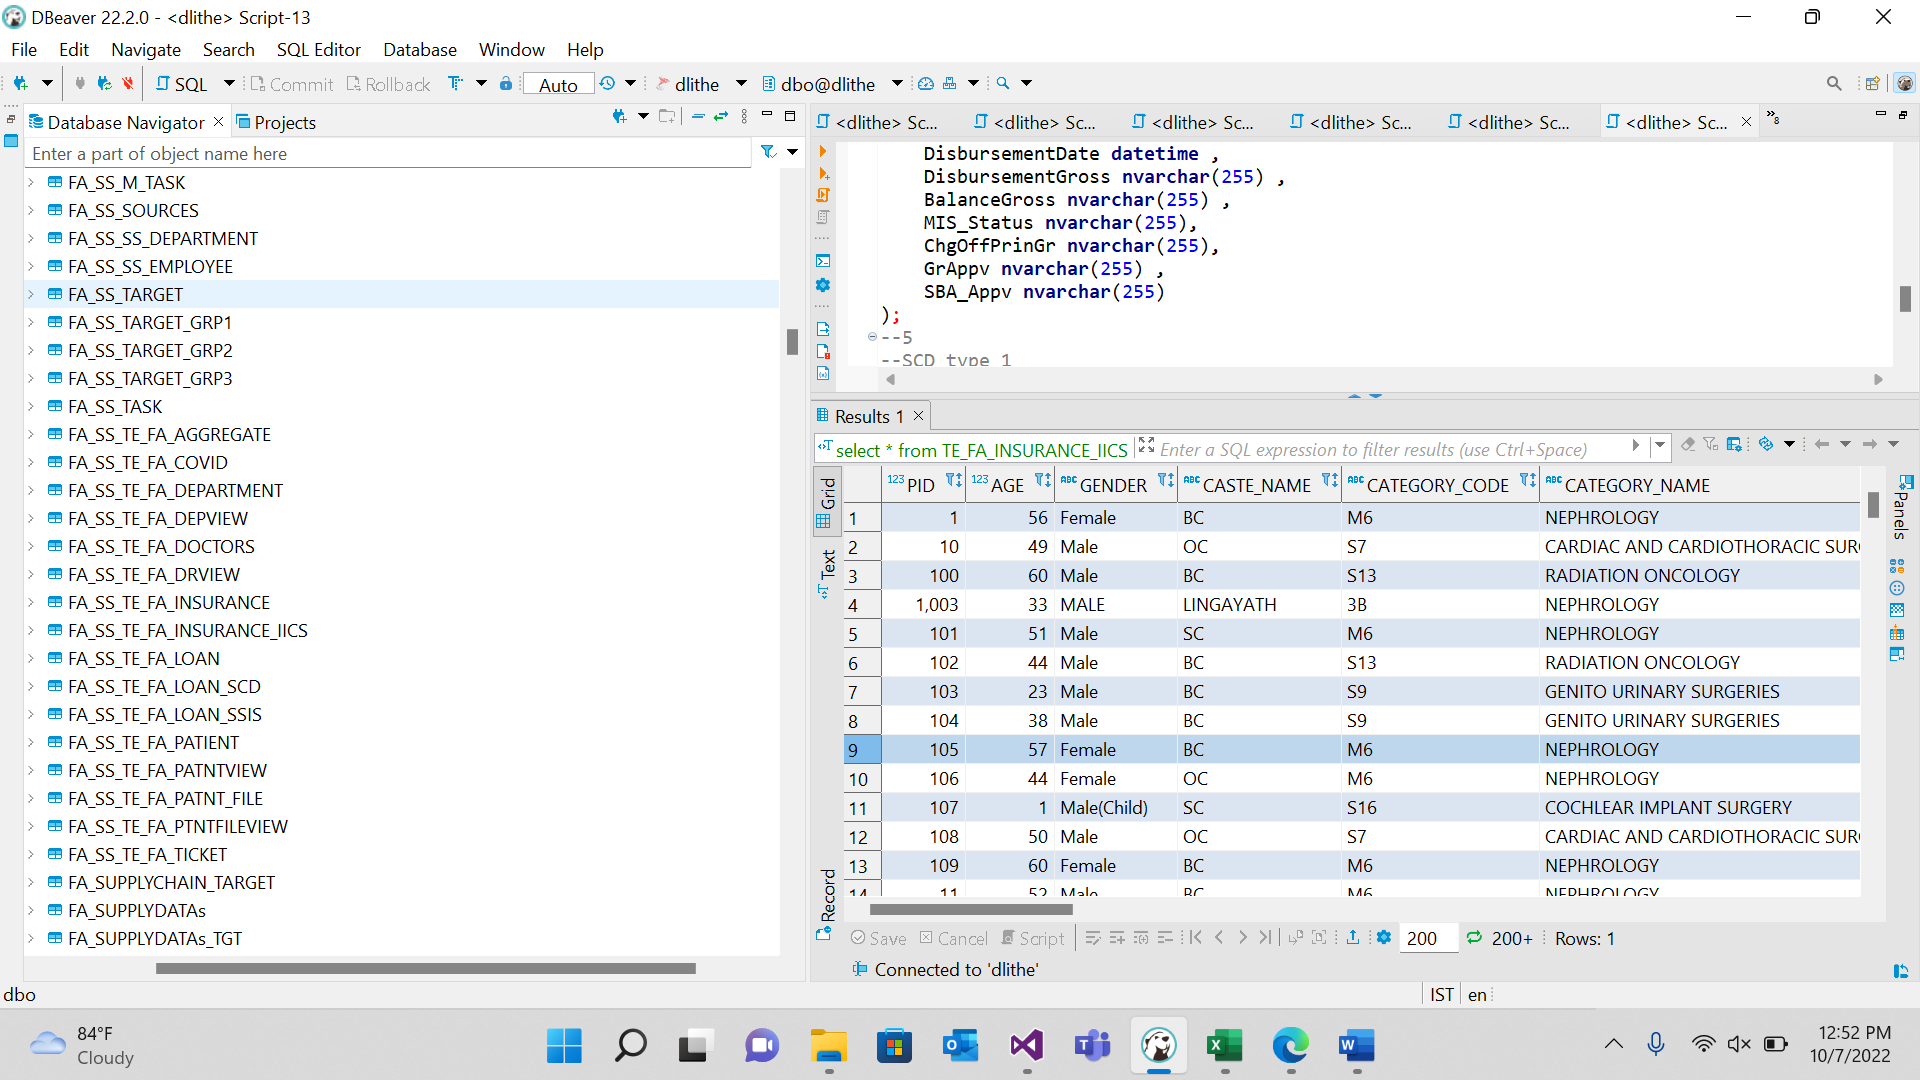 DBeaver 22.2.0 - <dlithe> Script-13
File Edit Navigate Search SQL Editor Database Window Help
SQL Commit Rollback Auto dlithe dbo@dlithe
Database Navigator Projects
<dlithe> Sc... <dlithe> Sc... <dlithe> Sc... <dlithe> Sc... <dlithe> Sc... <dlithe> Sc... »8
Enter a part of object name here
FA_SS_M_TASK
FA_SS_SOURCES
FA_SS_SS_DEPARTMENT
FA_SS_SS_EMPLOYEE
FA_SS_TARGET
FA_SS_TARGET_GRP1
FA_SS_TARGET_GRP2
FA_SS_TARGET_GRP3
FA_SS_TASK
FA_SS_TE_FA_AGGREGATE
FA_SS_TE_FA_COVID
FA_SS_TE_FA_DEPARTMENT
FA_SS_TE_FA_DEPVIEW
FA_SS_TE_FA_DOCTORS
FA_SS_TE_FA_DRVIEW
FA_SS_TE_FA_INSURANCE
FA_SS_TE_FA_INSURANCE_IICS
FA_SS_TE_FA_LOAN
FA_SS_TE_FA_LOAN_SCD
FA_SS_TE_FA_LOAN_SSIS
FA_SS_TE_FA_PATIENT
FA_SS_TE_FA_PATNTVIEW
FA_SS_TE_FA_PATNT_FILE
FA_SS_TE_FA_PTNTFILEVIEW
FA_SS_TE_FA_TICKET
FA_SUPPLYCHAIN_TARGET
FA_SUPPLYDATAs
FA_SUPPLYDATAs_TGT
DisbursementDate datetime ,
DisbursementGross nvarchar(255) ,
BalanceGross nvarchar(255) ,
MIS_Status nvarchar(255),
ChgOffPrinGr nvarchar(255),
GrAppv nvarchar(255) ,
SBA_Appv nvarchar(255)
);
--5
--SCD type 1
Results 1
select * from TE_FA_INSURANCE_IICS Enter a SQL expression to filter results (use Ctrl+Space)
Grid
Text
Record
Panels
123 PID 123 AGE ABC GENDER ABC CASTE_NAME ABC CATEGORY_CODE ABC CATEGORY_NAME
1 1 56 Female BC M6 NEPHROLOGY
2 10 49 Male OC S7 CARDIAC AND CARDIOTHORACIC SUR
3 100 60 Male BC S13 RADIATION ONCOLOGY
4 1,003 33 MALE LINGAYATH 3B NEPHROLOGY
5 101 51 Male SC M6 NEPHROLOGY
6 102 44 Male BC S13 RADIATION ONCOLOGY
7 103 23 Male BC S9 GENITO URINARY SURGERIES
8 104 38 Male BC S9 GENITO URINARY SURGERIES
9 105 57 Female BC M6 NEPHROLOGY
10 106 44 Female OC M6 NEPHROLOGY
11 107 1 Male(Child) SC S16 COCHLEAR IMPLANT SURGERY
12 108 50 Male OC S7 CARDIAC AND CARDIOTHORACIC SUR
13 109 60 Female BC M6 NEPHROLOGY
14 11 52 Male BC M6 NEPHROLOGY
Save Cancel Script 200 200+ Rows: 1
Connected to 'dlithe'
dbo IST en
84°F
Cloudy
12:52 PM
10/7/2022